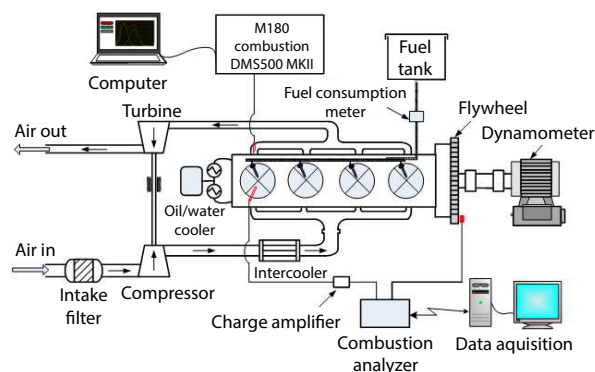 M180
combustion
DMS500 MKII
Fuel
tank
Computer
Fuel consumption
meter
Turbine
Flywheel
Air out
Dynamometer
Oil/water
cooler
Air in
Intercooler
Intake
filter
Compressor
Charge amplifier
Combustion
analyzer
Data aquisition